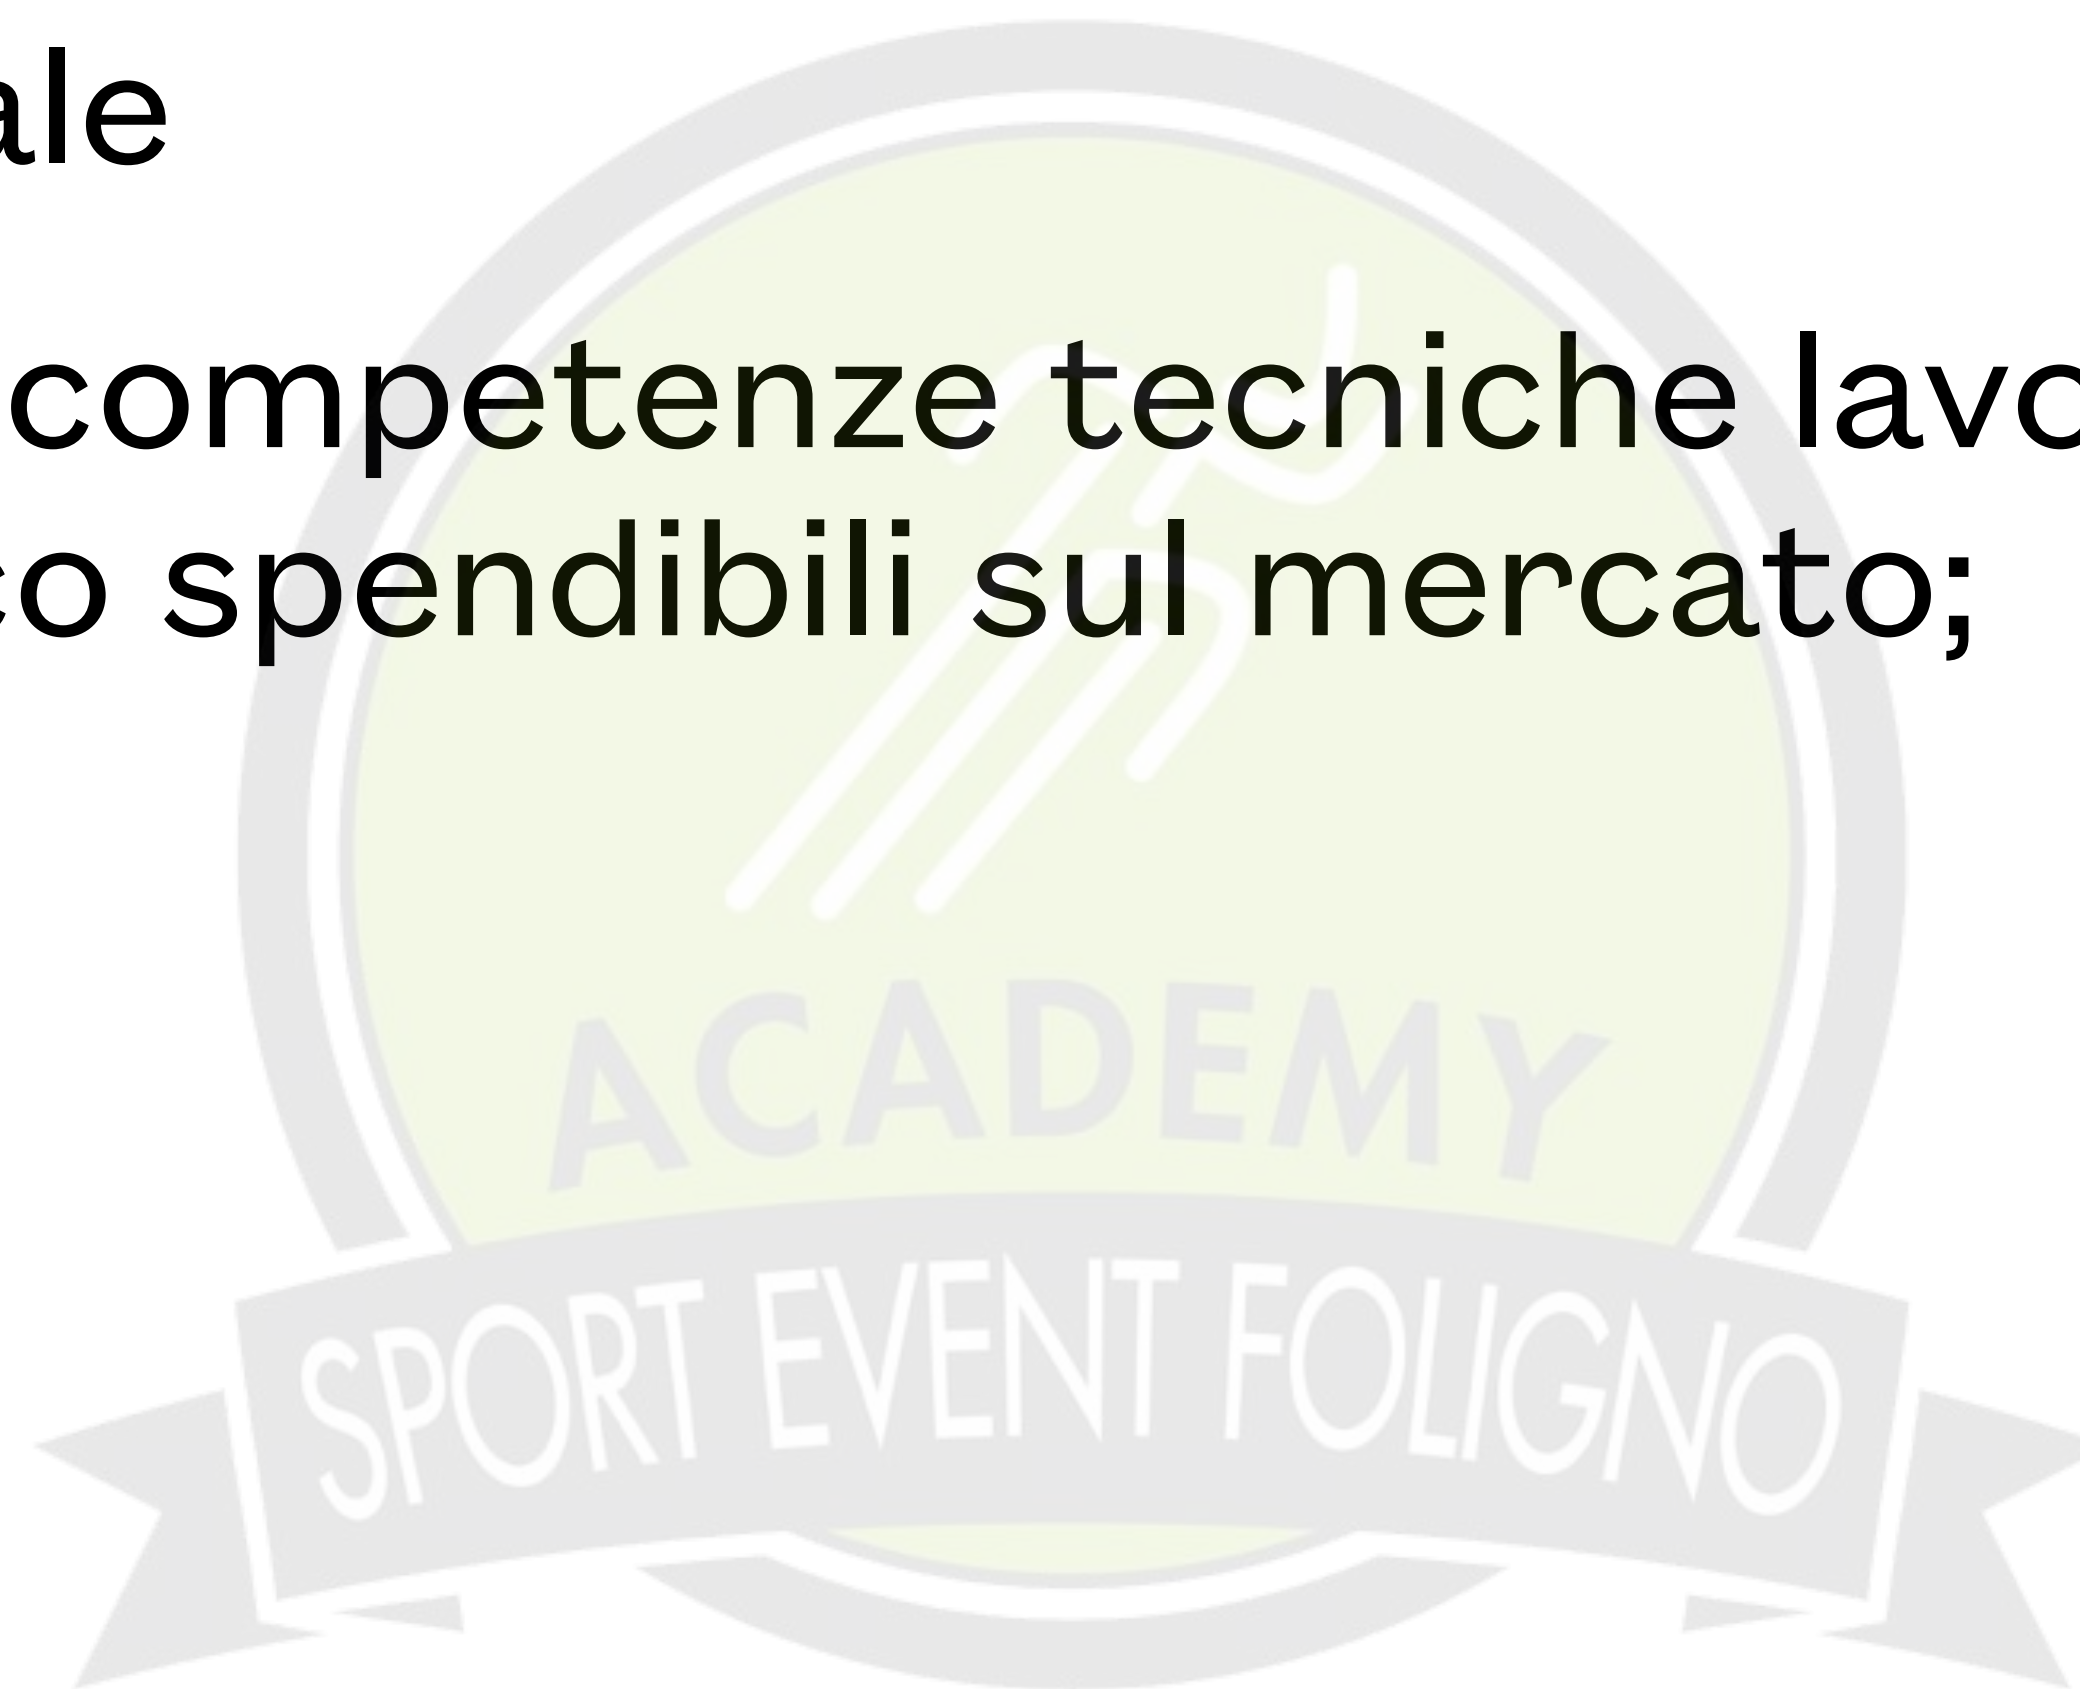 ale
competenze tecniche lavo
co spendibili sul mercato;
ACADEMY
SPORT EVENT FOLIGNO